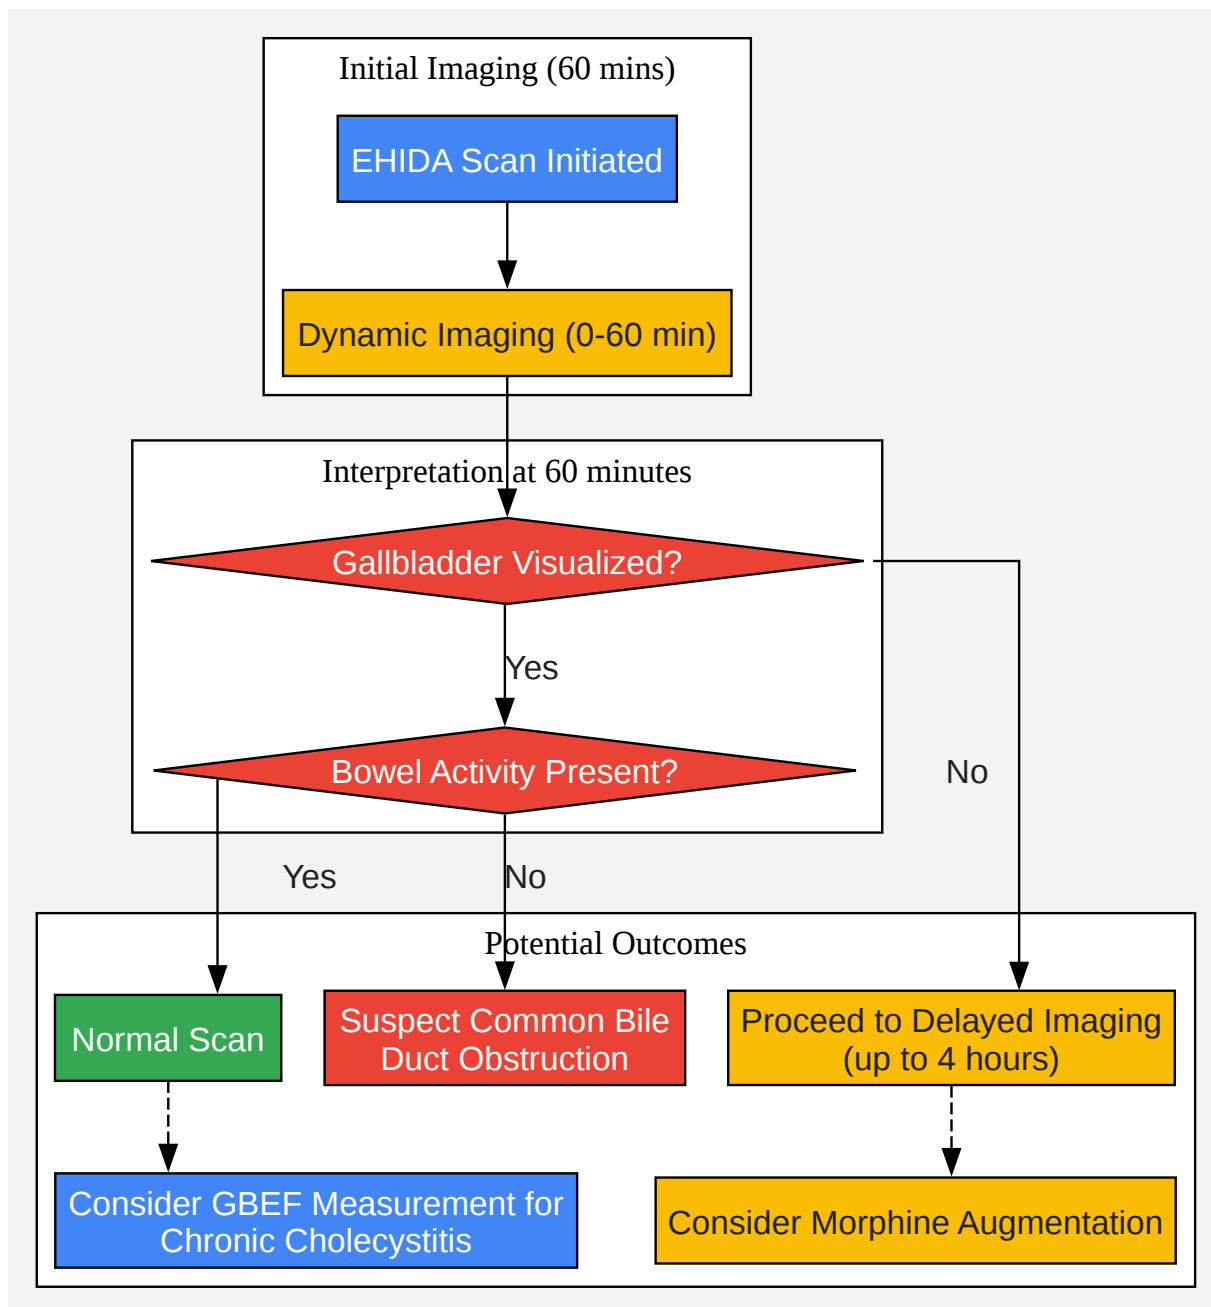 Initial Imaging (60 mins)
EHIDA Scan Initiated
Dynamic Imaging (0-60 min)
Interpretation at 60 minutes
Gallbladder Visualized?
Yes
Bowel Activity Present?
No
Yes
No
Potential Outcomes
Normal Scan
Suspect Common Bile
Duct Obstruction
Proceed to Delayed Imaging
(up to 4 hours)
Consider GBEF Measurement for
Chronic Cholecystitis
Consider Morphine Augmentation